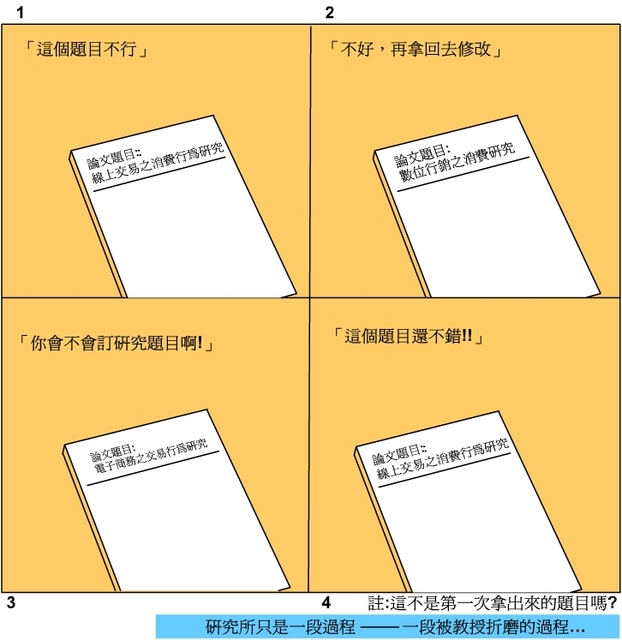 1
2
「這個題目不行」
「不好，再拿回去修改」
論文題目::
線上交易之消費行為研究
論文題目:
數位行銷之消費研究
「你會不會訂研究題目啊!」
「這個題目還不錯!!」
論文題目:
電子商務之交易行為研究
論文題目::
線上交易之消費行為研究
3
4
註:這不是第一次拿出來的題目嗎?
研究所只是一段過程 —— 一段被教授折磨的過程...